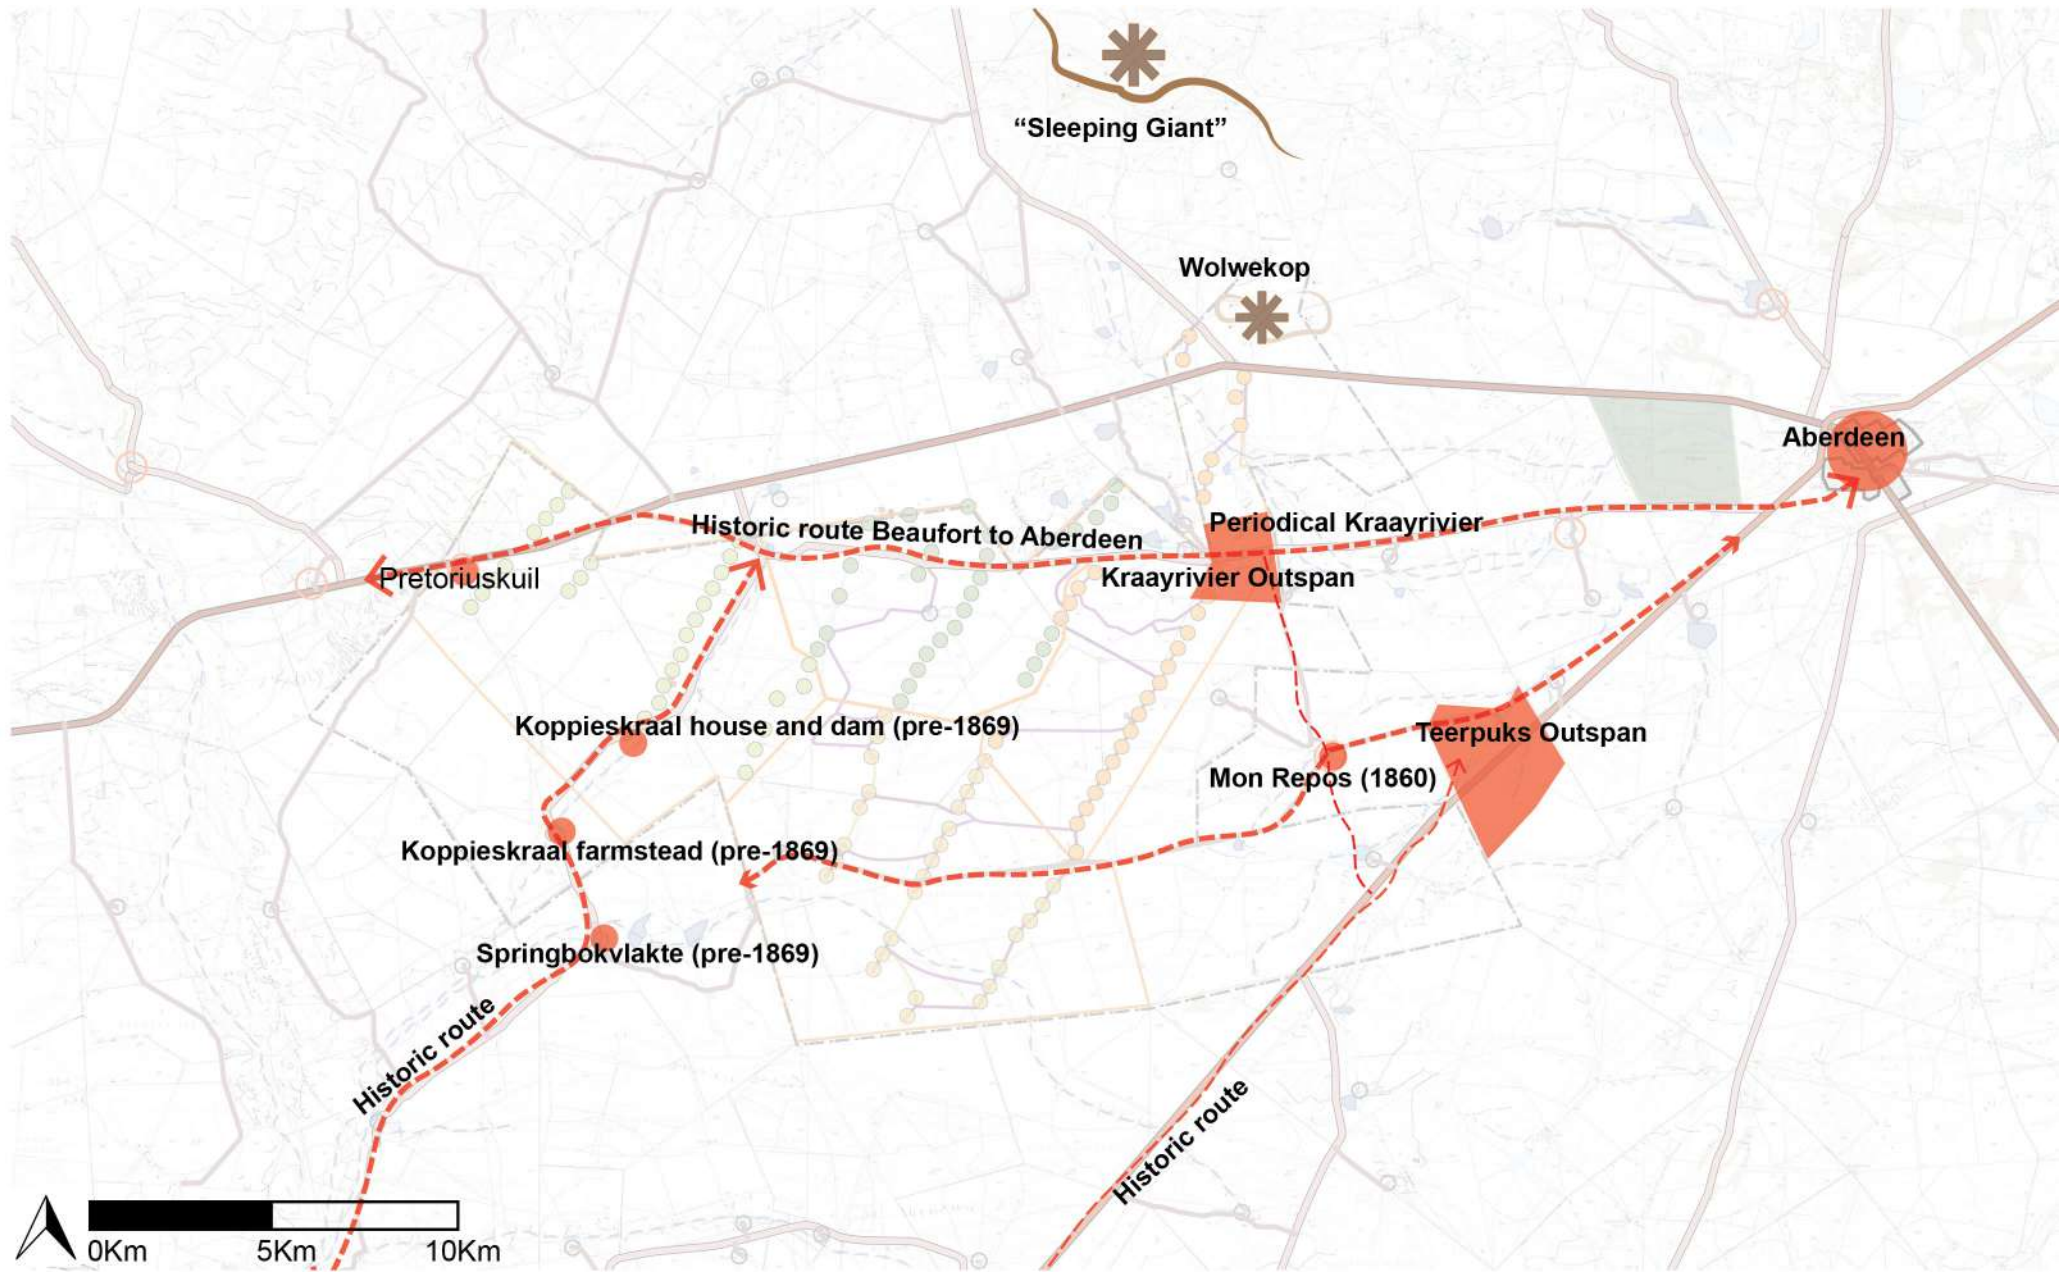 “Sleeping Giant”
Wolwekop
Aberdeen
Historic route Beaufort to Aberdeen
Periodical Kraayrivier
Pretoriuskuil
Kraayrivier Outspan
Koppieskraal house and dam (pre-1869)
Teerpuks Outspan
Mon Repos (1860)
Koppieskraal farmstead (pre-1869)
Springbokvlakte (pre-1869)
Historic route
Historic route
0Km 5Km 10Km